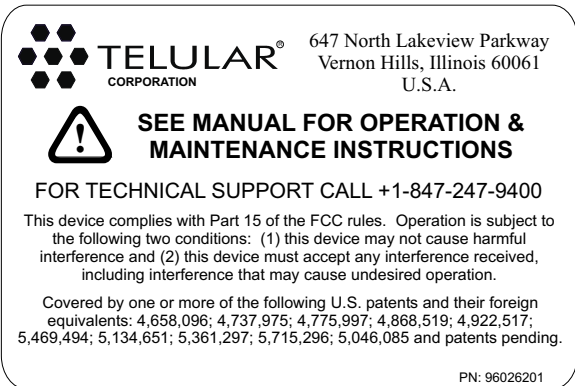 TELULAR®
CORPORATION
647 North Lakeview Parkway
Vernon Hills, Illinois 60061
U.S.A.
SEE MANUAL FOR OPERATION &
MAINTENANCE INSTRUCTIONS
FOR TECHNICAL SUPPORT CALL +1-847-247-9400
This device complies with Part 15 of the FCC rules. Operation is subject to
the following two conditions: (1) this device may not cause harmful
interference and (2) this device must accept any interference received,
including interference that may cause undesired operation.
Covered by one or more of the following U.S. patents and their foreign
equivalents: 4,658,096; 4,737,975; 4,775,997; 4,868,519; 4,922,517;
5,469,494; 5,134,651; 5,361,297; 5,715,296; 5,046,085 and patents pending.
PN: 96026201